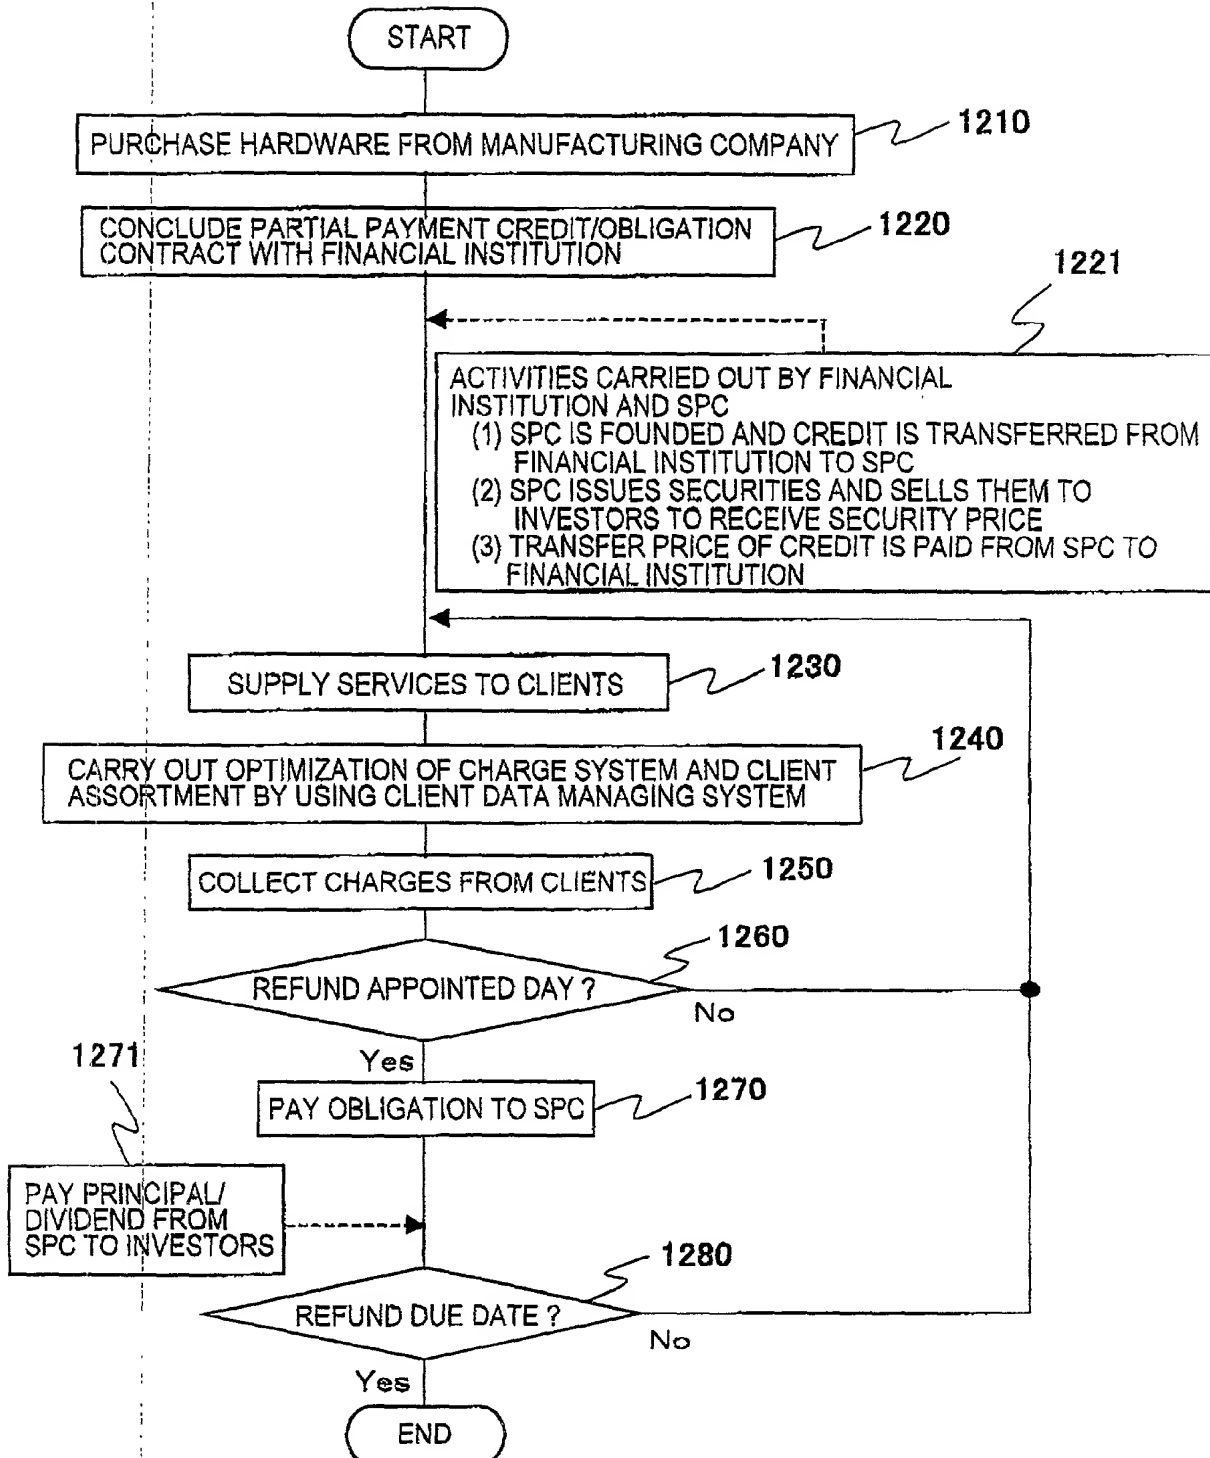 START
PURCHASE HARDWARE FROM MANUFACTURING COMPANY
1210
CONCLUDE PARTIAL PAYMENT CREDIT/OBLIGATION
CONTRACT WITH FINANCIAL INSTITUTION
1220
1221
ACTIVITIES CARRIED OUT BY FINANCIAL
INSTITUTION AND SPC
(1) SPC IS FOUNDED AND CREDIT IS TRANSFERRED FROM
FINANCIAL INSTITUTION TO SPC
(2) SPC ISSUES SECURITIES AND SELLS THEM TO
INVESTORS TO RECEIVE SECURITY PRICE
(3) TRANSFER PRICE OF CREDIT IS PAID FROM SPC TO
FINANCIAL INSTITUTION
SUPPLY SERVICES TO CLIENTS
1230
1240
CARRY OUT OPTIMIZATION OF CHARGE SYSTEM AND CLIENT
ASSORTMENT BY USING CLIENT DATA MANAGING SYSTEM
COLLECT CHARGES FROM CLIENTS
1250
1260
REFUND APPOINTED DAY ?
No
Yes
1271
PAY OBLIGATION TO SPC
1270
PAY PRINCIPAL/
DIVIDEND FROM
SPC TO INVESTORS
1280
REFUND DUE DATE ?
No
Yes
END